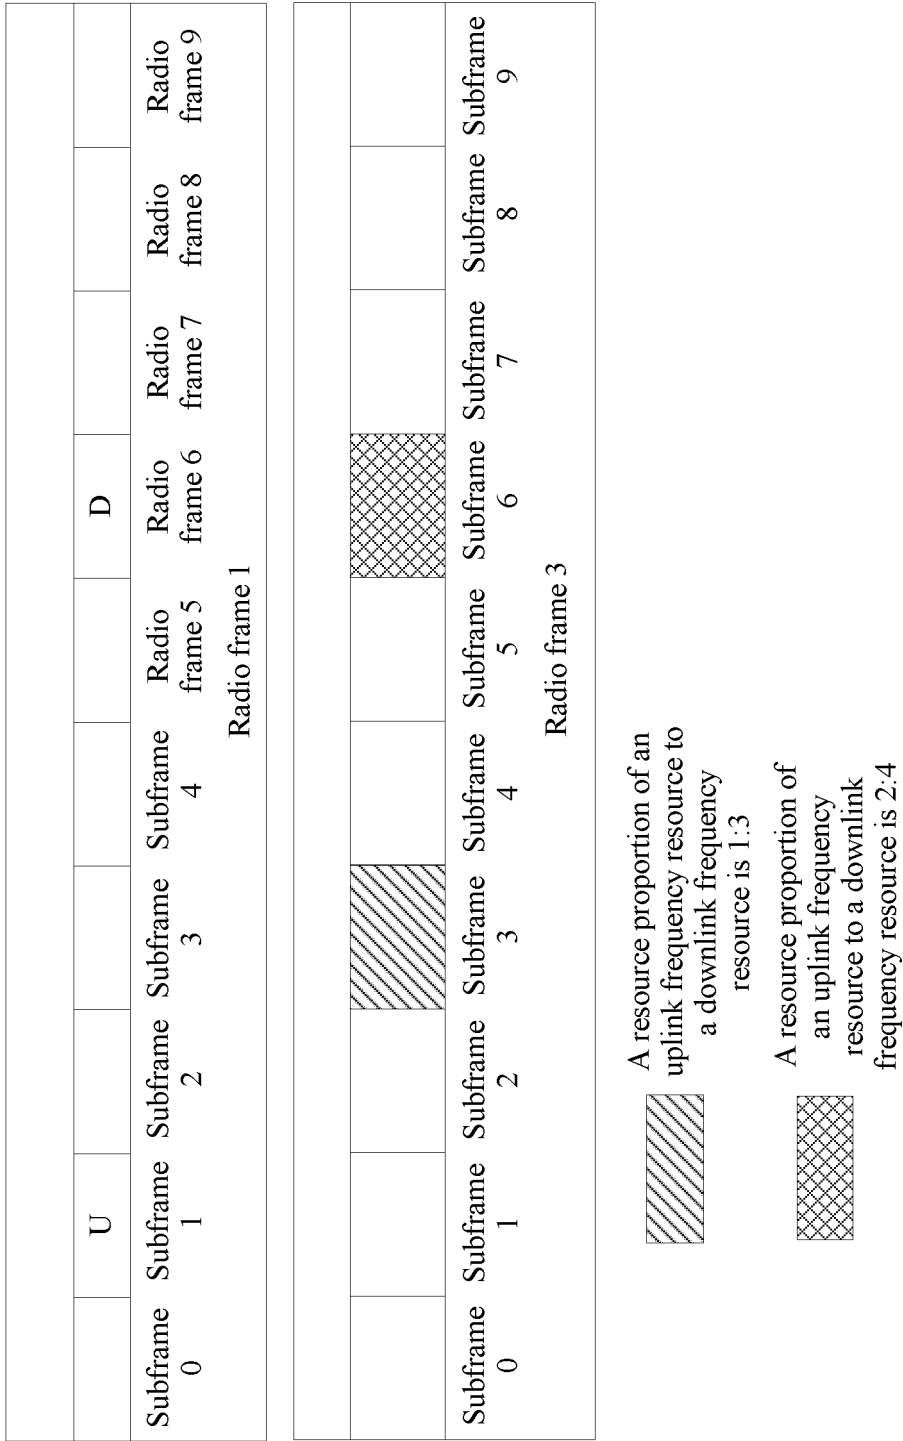 U
D
Subframe
0
Subframe
1
Subframe
2
Subframe
3
Subframe
4
Radio
frame 5
Radio
frame 6
Radio
frame 7
Radio
frame 8
Radio
frame 9
Radio frame 1
Subframe
0
Subframe
1
Subframe
2
Subframe
3
Subframe
4
Subframe
5
Subframe
6
Subframe
7
Subframe
8
Subframe
9
Radio frame 3
A resource proportion of an
uplink frequency resource to
a downlink frequency
resource is 1:3
A resource proportion of
an uplink frequency
resource to a downlink
frequency resource is 2:4